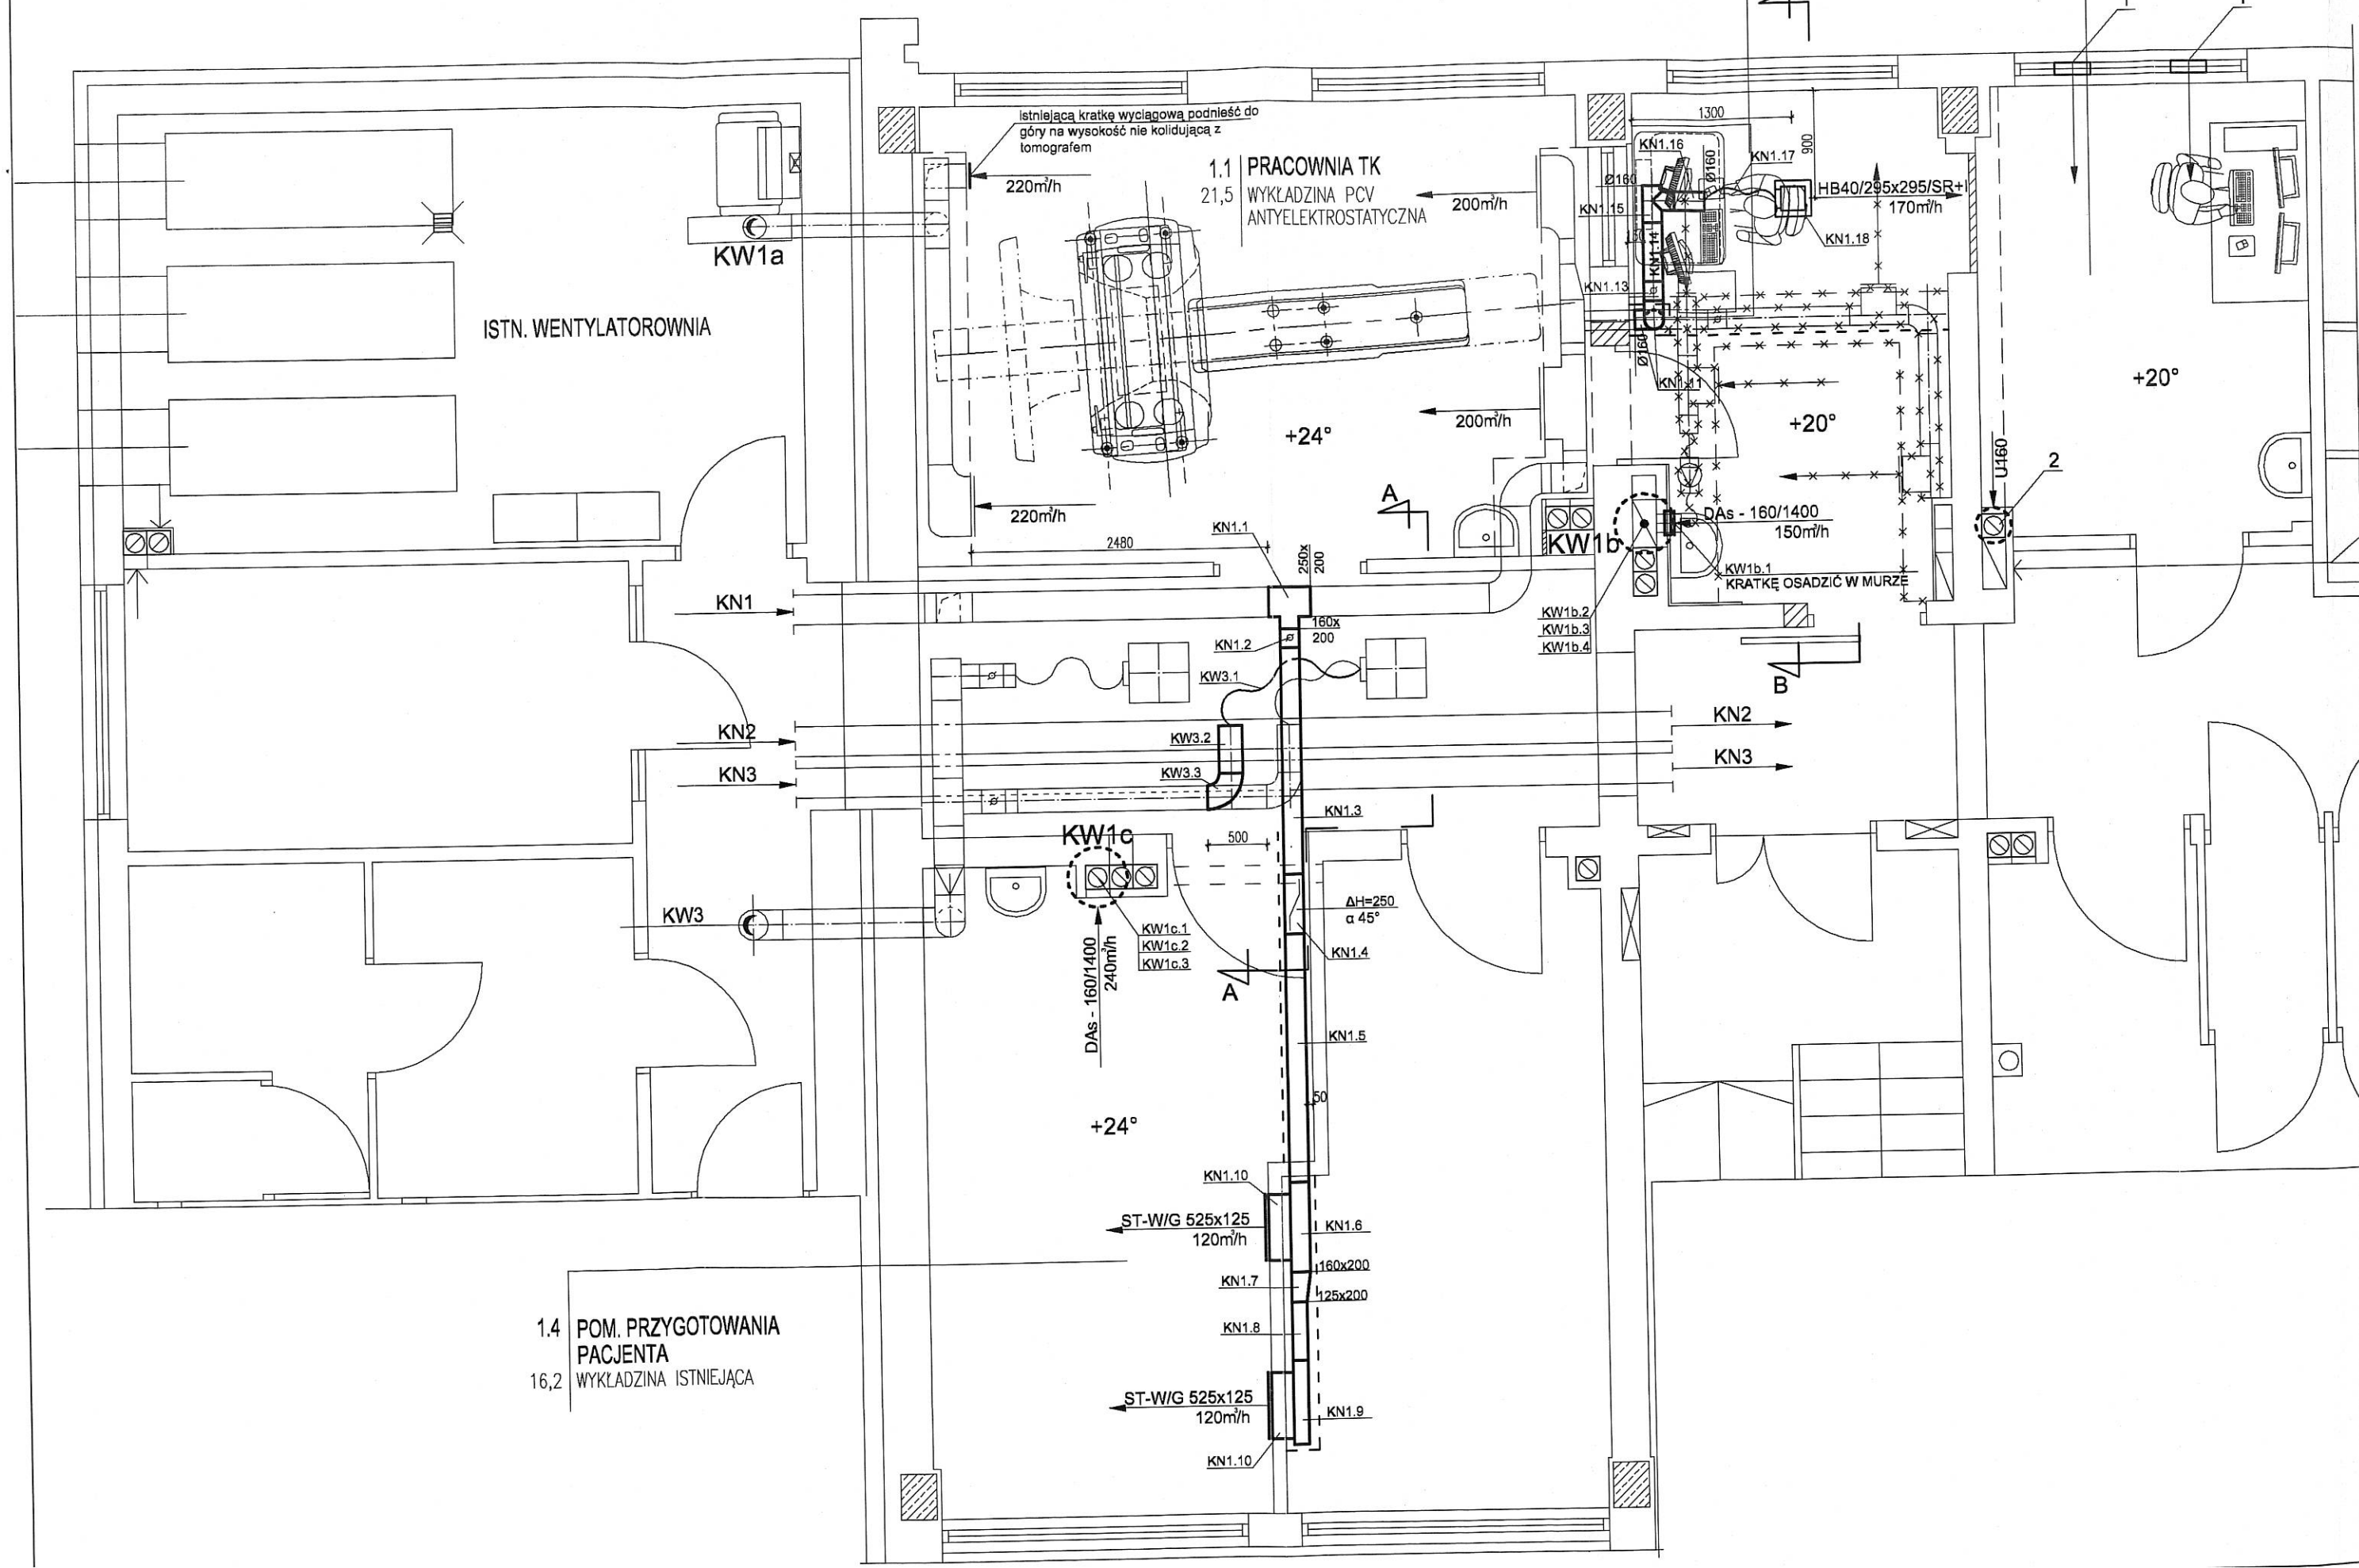 Istniejącą kratkę wyciągową podnieść do
góry na wysokość nie kolidującą z
tomografem
220m³/h
1.1 PRACOWNIA TK
21,5 WYKŁADZINA PCV
ANTYELEKTROSTATYCZNA
200m³/h
KW1a
ISTN. WENTYLATOROWNIA
1300
900
KN1.16
Ø160
KN1.17
Ø160
KN1.15
HB40/295x295/SR+I
170m³/h
KN1.18
KN1.14
KN1.13
Ø160
KN1.11
200m³/h
+24°
+20°
+20°
U160
2
220m³/h
A
KN1.1
2480
250x
200
KW1b
DAs - 160/1400
150m³/h
KW1b.1
KRATKĘ OSADZIĆ W MURZE
KN1
160x
200
KW1b.2
KW1b.3
KW1b.4
KN1.2
KW3.1
B
KN2
KW3.2
KN2
KN3
KW3.3
KN3
KN1.3
KW1c
500
ΔH=250
α 45°
KW3
KW1c.1
KW1c.2
KW1c.3
KN1.4
DAs - 160/1400
240m³/h
A
KN1.5
50
+24°
KN1.10
ST-W/G 525x125
120m³/h
KN1.6
160x200
KN1.7
125x200
KN1.8
1.4 POM. PRZYGOTOWANIA
PACJENTA
16,2 WYKŁADZINA ISTNIEJĄCA
ST-W/G 525x125
120m³/h
KN1.9
KN1.10